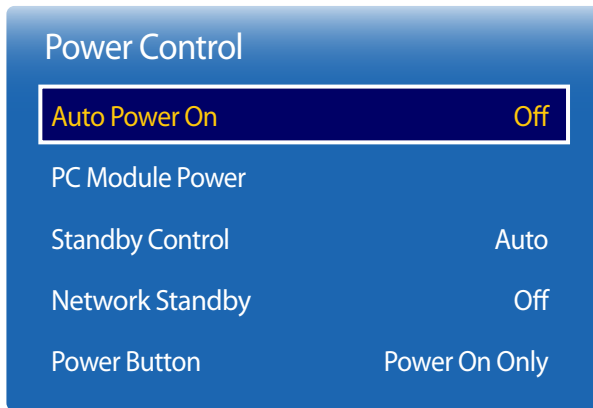 Power Control
Auto Power On Off
PC Module Power
Standby Control Auto
Network Standby Off
Power Button Power On Only